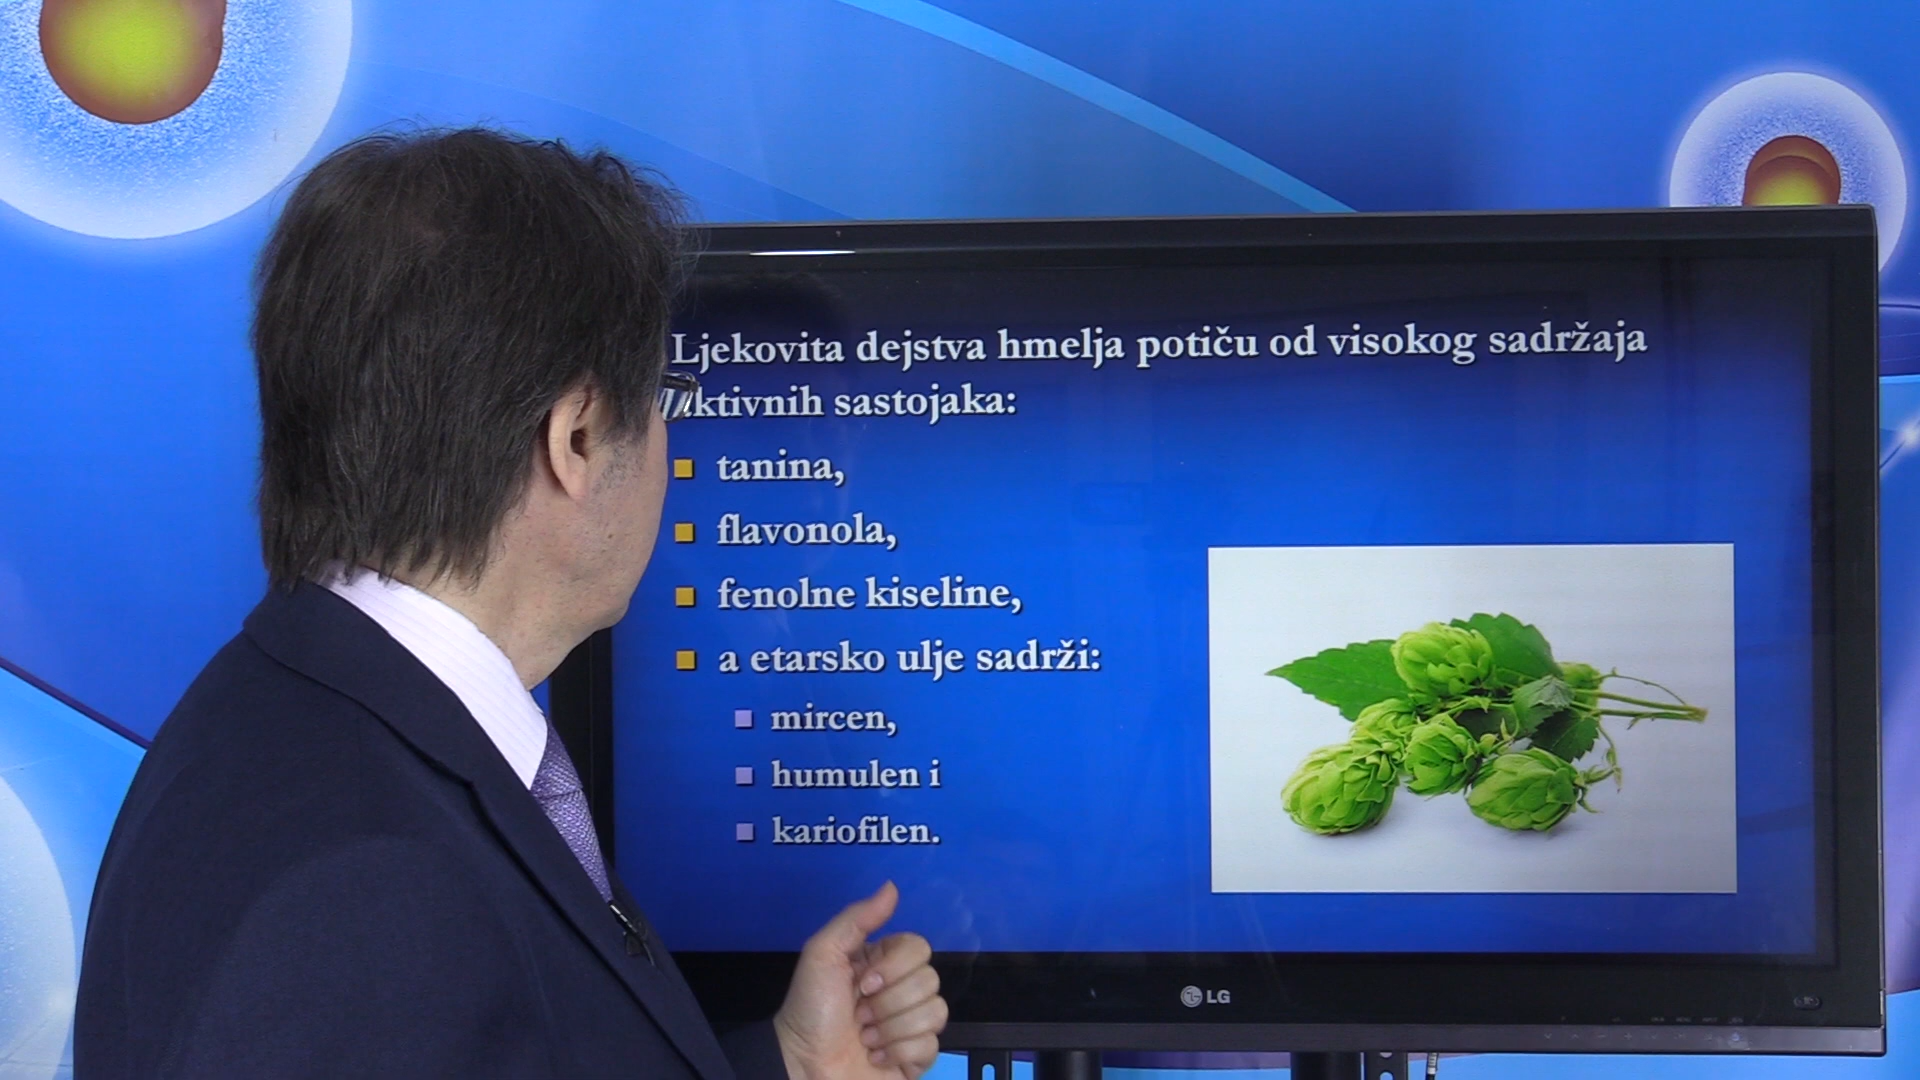 Ljekovita dejstva hmelja potiču od visokog sadržaja
aktivnih sastojaka:
tanina,
flavonola,
fenolne kiseline,
a etarsko ulje sadrži:
mircen,
humulen i
kariofilen.
LG